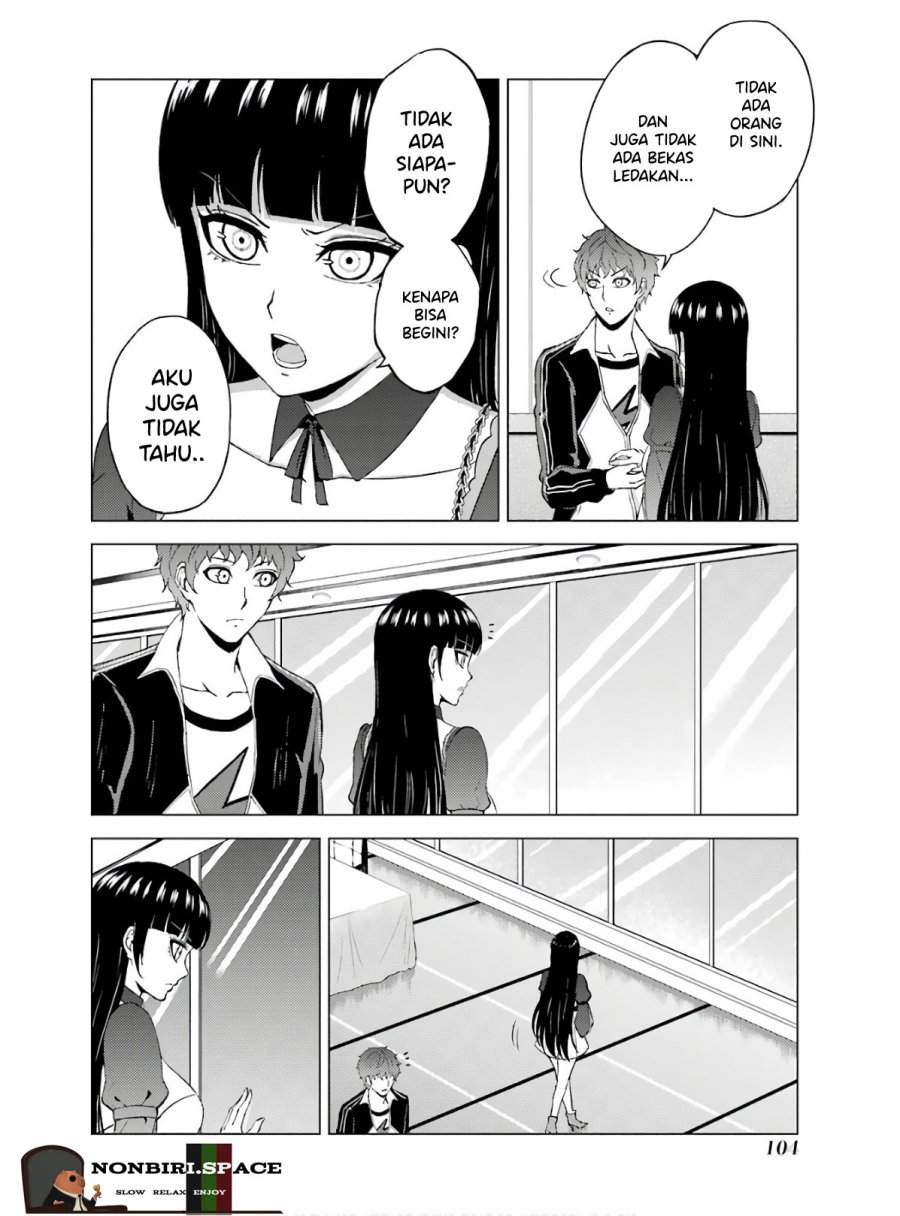 TIDAK
ADA
ORANG
DI SINI.
DAN
JUGA TIDAK
ADA BEKAS
LEDAKAN...
TIDAK
ADA
SIAPA-
PUN?
KENAPA
BISA
BEGINI?
AKU
JUGA
TIDAK
TAHU..
104
NONBIRI.SPACE
SLOW RELAX ENJOY